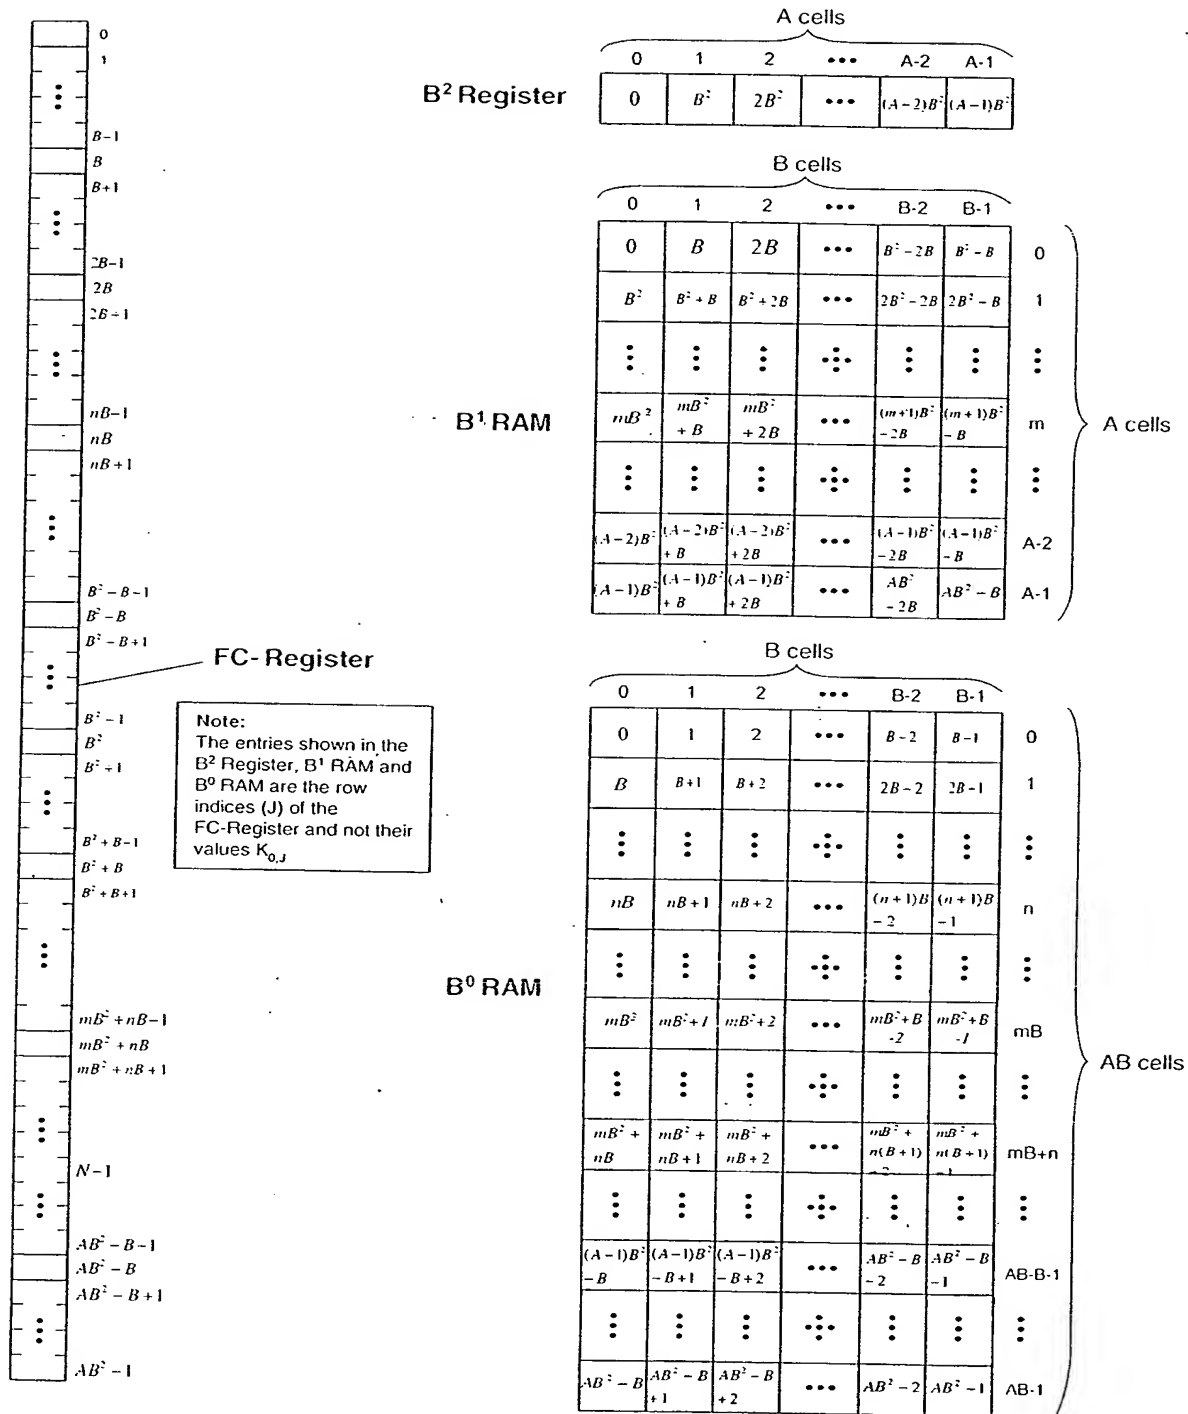 0
1
B-1
B
B+1
2B-1
2B
2B+1
nB-1
nB
nB+1
B² - B - 1
B² - B
B² - B + 1
B² - 1
B²
B² + 1
B² + B - 1
B² + B
B² + B + 1
mB² + nB - 1
mB² + nB
mB² + nB + 1
N - 1
AB² - B - 1
AB² - B
AB² - B + 1
AB² - 1
FC- Register
Note:
The entries shown in the
B² Register, B¹ RAM and
B⁰ RAM are the row
indices (J) of the
FC-Register and not their
values K₀,J
A cells
0 1 2 ••• A-2 A-1
B² Register
0 B² 2B² ••• (A-2)B² (A-1)B²
B cells
0 1 2 ••• B-2 B-1
0 B 2B ••• B² - 2B B² - B 0
B² B² + B B² + 2B ••• 2B² - 2B 2B² - B 1
B¹ RAM
mB² mB² + B mB² + 2B ••• (m+1)B² - 2B (m+1)B² - B m
A cells
(A-2)B² (A-2)B² + B (A-2)B² + 2B ••• (A-1)B² - 2B (A-1)B² - B A-2
(A-1)B² (A-1)B² + B (A-1)B² + 2B ••• AB² - 2B AB² - B A-1
B cells
0 1 2 ••• B-2 B-1
0 1 2 ••• B-2 B-1 0
B B+1 B+2 ••• 2B-2 2B-1 1
nB nB+1 nB+2 ••• (n+1)B - 2 (n+1)B - 1 n
B⁰ RAM
mB² mB²+1 mB²+2 ••• mB²+B -2 mB²+B -1 mB
AB cells
mB² + nB mB² + nB+1 mB² + nB+2 ••• mB² + n(B+1) - 2 mB² + n(B+1) - 1 mB+n
(A-1)B² - B (A-1)B² - B+1 (A-1)B² - B+2 ••• AB² - B - 2 AB² - B - 1 AB-B-1
AB² - B AB² - B + 1 AB² - B + 2 ••• AB² - 2 AB² - 1 AB-1